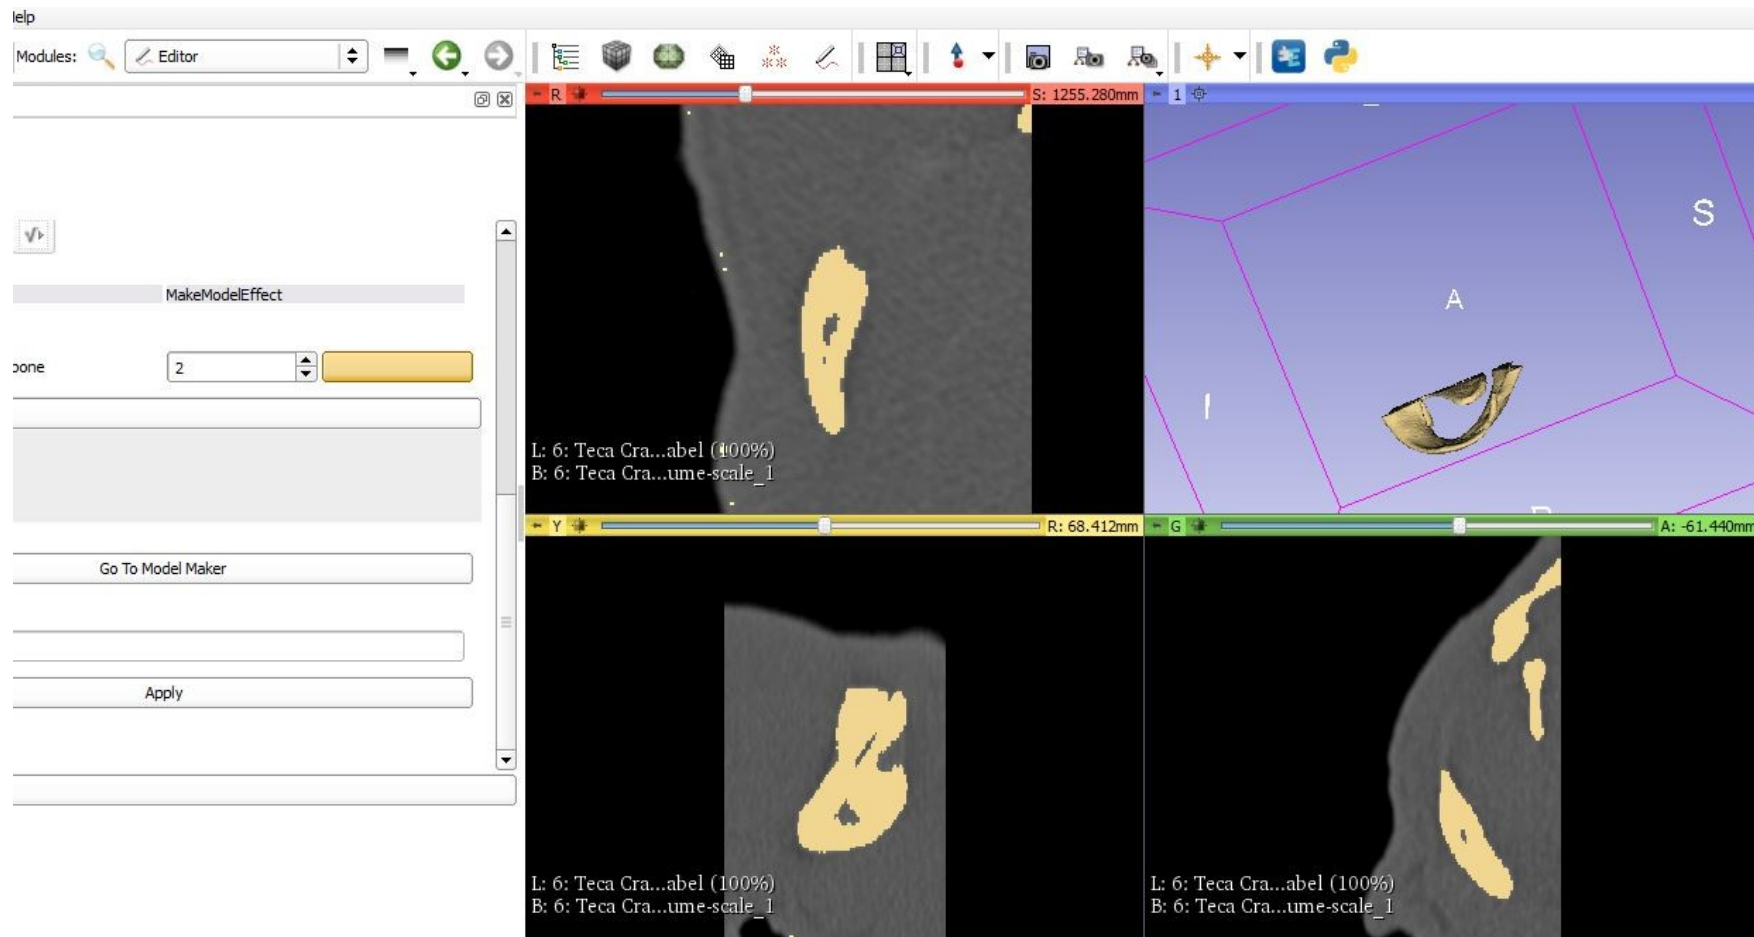 Help
Modules: Editor
R S: 1255.280mm
1
MakeModelEffect
S
A
bone 2
I
L: 6: Teca Cra...abel (100%)
B: 6: Teca Cra...ume-scale_1
Y R: 68.412mm
G A: -61.440mm
Go To Model Maker
Apply
L: 6: Teca Cra...abel (100%)
B: 6: Teca Cra...ume-scale_1
L: 6: Teca Cra...abel (100%)
B: 6: Teca Cra...ume-scale_1